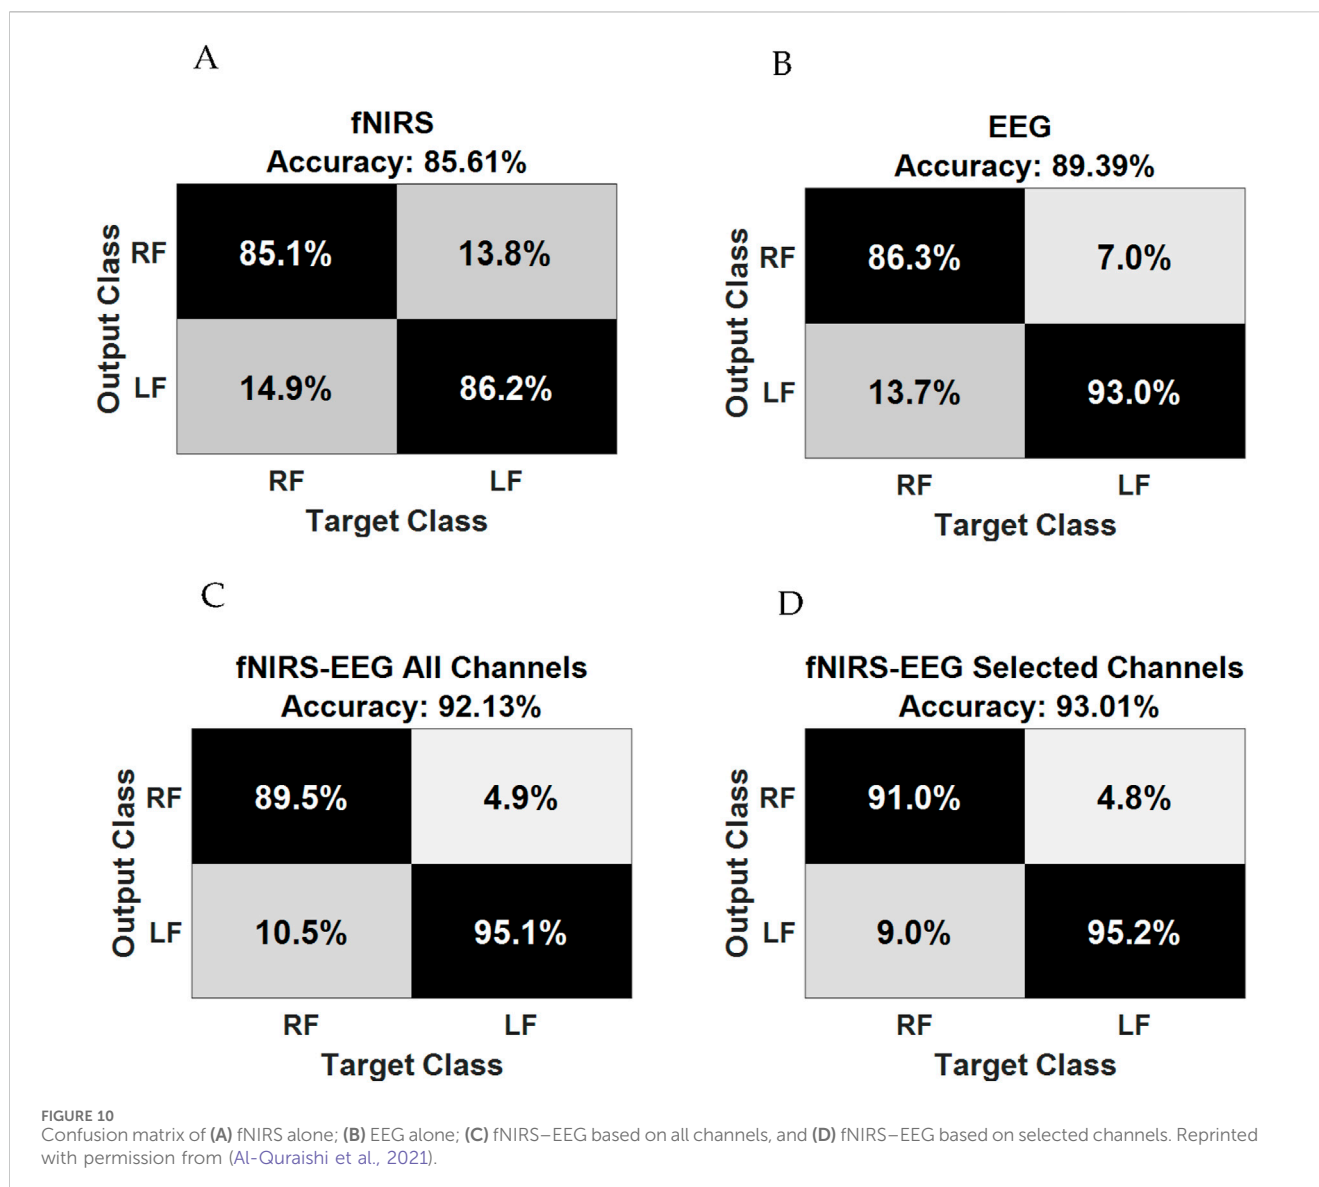 A
fNIRS
Accuracy: 85.61%
Output Class
RF
85.1%
13.8%
LF
14.9%
86.2%
RF
LF
Target Class
B
EEG
Accuracy: 89.39%
Output Class
RF
86.3%
7.0%
LF
13.7%
93.0%
RF
LF
Target Class
C
fNIRS-EEG All Channels
Accuracy: 92.13%
Output Class
RF
89.5%
4.9%
LF
10.5%
95.1%
RF
LF
Target Class
D
fNIRS-EEG Selected Channels
Accuracy: 93.01%
Output Class
RF
91.0%
4.8%
LF
9.0%
95.2%
RF
LF
Target Class
FIGURE 10
Confusion matrix of (A) fNIRS alone; (B) EEG alone; (C) fNIRS–EEG based on all channels, and (D) fNIRS–EEG based on selected channels. Reprinted
with permission from (Al-Quraishi et al., 2021).